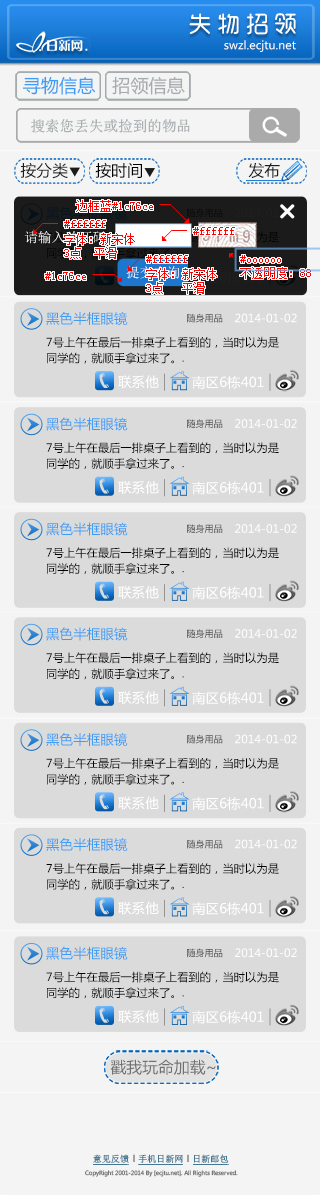 日新网.
失物招领
swzl.ecjtu.net
寻物信息 招领信息
搜索您丢失或捡到的物品
按分类▼ 按时间▼ 发布
边框蓝#1c76ce
#ffffff
#ffffff
请输入
字体：新宋体
3点 平滑
#ffffff
#oooooo
字体：新宋体
不透明度：86
#1c76ce
3点 平滑
黑色半框眼镜 随身用品 2014-01-02
7号上午在最后一排桌子上看到的，当时以为是
同学的，就顺手拿过来了。.
联系他 南区6栋401
黑色半框眼镜 随身用品 2014-01-02
7号上午在最后一排桌子上看到的，当时以为是
同学的，就顺手拿过来了。.
联系他 南区6栋401
黑色半框眼镜 随身用品 2014-01-02
7号上午在最后一排桌子上看到的，当时以为是
同学的，就顺手拿过来了。.
联系他 南区6栋401
黑色半框眼镜 随身用品 2014-01-02
7号上午在最后一排桌子上看到的，当时以为是
同学的，就顺手拿过来了。.
联系他 南区6栋401
黑色半框眼镜 随身用品 2014-01-02
7号上午在最后一排桌子上看到的，当时以为是
同学的，就顺手拿过来了。.
联系他 南区6栋401
黑色半框眼镜 随身用品 2014-01-02
7号上午在最后一排桌子上看到的，当时以为是
同学的，就顺手拿过来了。.
联系他 南区6栋401
黑色半框眼镜 随身用品 2014-01-02
7号上午在最后一排桌子上看到的，当时以为是
同学的，就顺手拿过来了。.
联系他 南区6栋401
戳我玩命加载~
意见反馈 | 手机日新网 | 日新邮包
CopyRight 2001-2014 By [ecjtu.net]. All Rights Reserved.